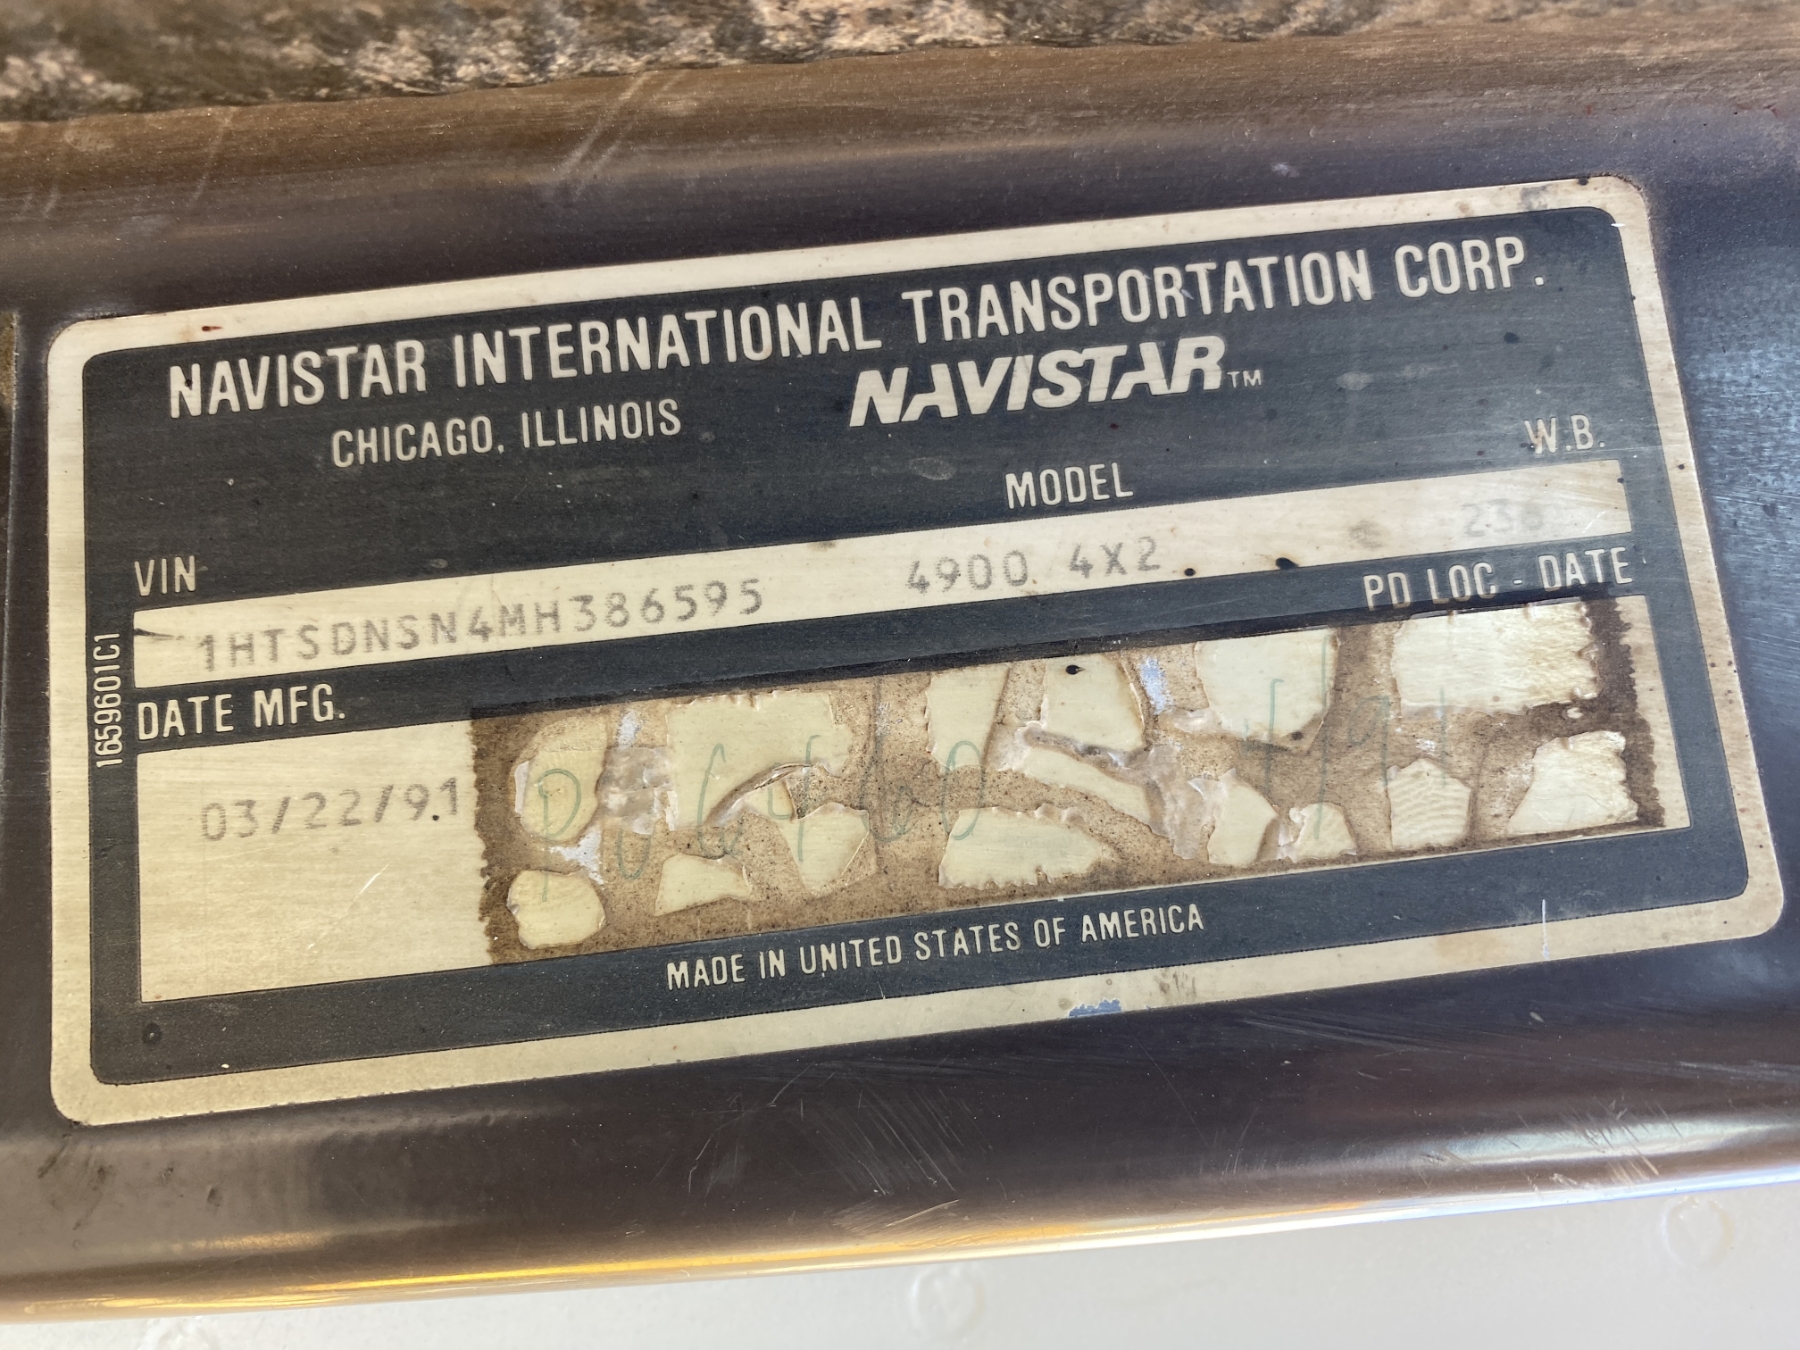 NAVISTAR INTERNATIONAL TRANSPORTATION CORP.
CHICAGO, ILLINOIS
NAVISTAR™
MODEL
W.B.
VIN
1HTSDNSN4MH386595
4900 4X2
236
DATE MFG.
PD LOC - DATE
03/22/91
MADE IN UNITED STATES OF AMERICA
1659601C1